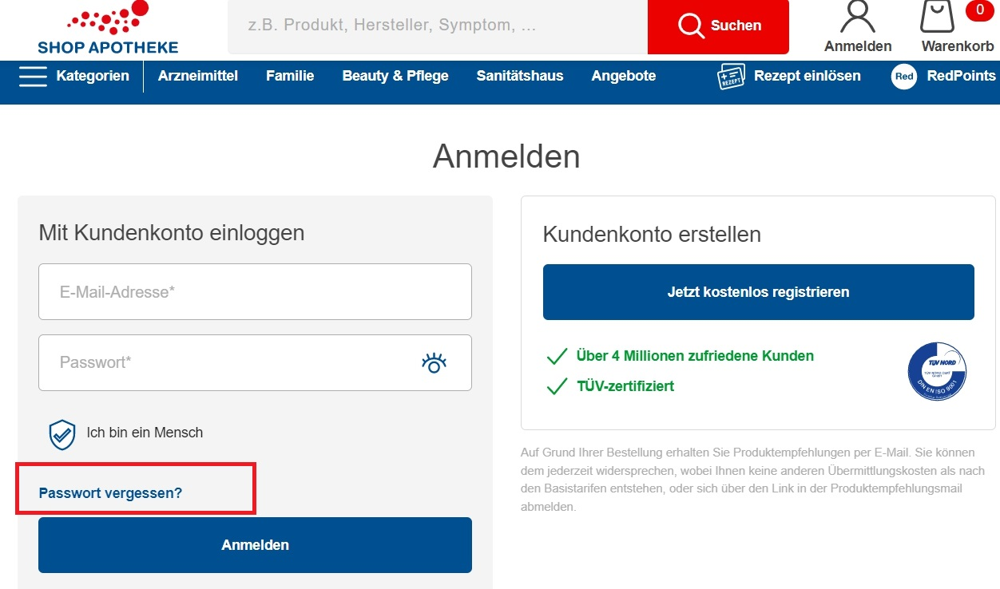 SHOP APOTHEKE
z.B. Produkt, Hersteller, Symptom, ...
Suchen
Anmelden
0
Warenkorb
Kategorien
Arzneimittel
Familie
Beauty & Pflege
Sanitätshaus
Angebote
REZEPT
Rezept einlösen
Red
RedPoints
Anmelden
Mit Kundenkonto einloggen
E-Mail-Adresse*
Passwort*
Ich bin ein Mensch
Passwort vergessen?
Anmelden
Kundenkonto erstellen
Jetzt kostenlos registrieren
Über 4 Millionen zufriedene Kunden
TÜV-zertifiziert
TÜV NORD
TÜV NORD CERT
GmbH
DIN EN ISO 9001
Auf Grund Ihrer Bestellung erhalten Sie Produktempfehlungen per E-Mail. Sie können
dem jederzeit widersprechen, wobei Ihnen keine anderen Übermittlungskosten als nach
den Basistarifen entstehen, oder sich über den Link in der Produktempfehlungsmail
abmelden.